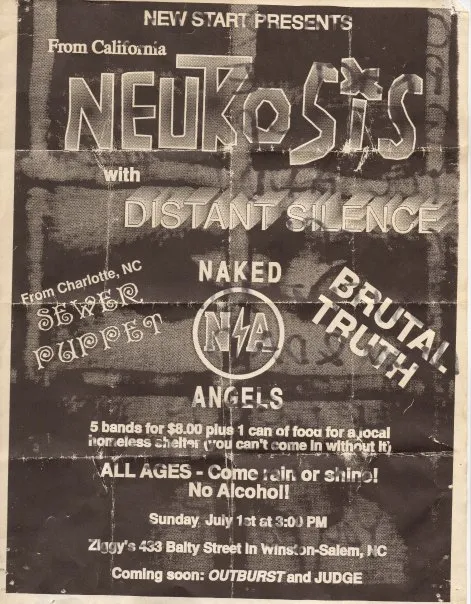 NEW START PRESENTS
From California
NEUROSIS
with
DISTANT SILENCE
From Charlotte, NC
SEWER
PUPPET
NAKED
N A
ANGELS
BRUTAL
TRUTH
5 bands for $8.00 plus 1 can of food for a local
homeless shelter (you can't come in without it)
ALL AGES - Come rain or shine!
No Alcohol!
Sunday, July 1st at 3:00 PM
Ziggy's 433 Balty Street in Winston-Salem, NC
Coming soon: OUTBURST and JUDGE